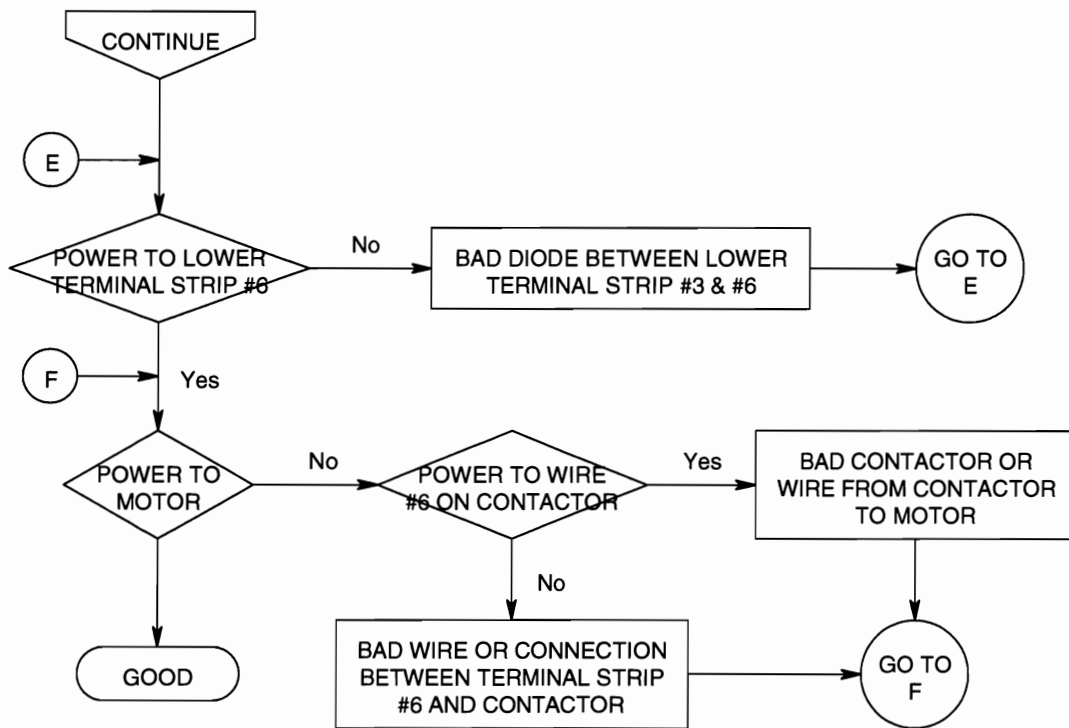 CONTINUE
E
POWER TO LOWER
TERMINAL STRIP #6
No
BAD DIODE BETWEEN LOWER
TERMINAL STRIP #3 & #6
GO TO
E
F
Yes
POWER TO
MOTOR
No
POWER TO WIRE
#6 ON CONTACTOR
Yes
BAD CONTACTOR OR
WIRE FROM CONTACTOR
TO MOTOR
No
GOOD
BAD WIRE OR CONNECTION
BETWEEN TERMINAL STRIP
#6 AND CONTACTOR
GO TO
F